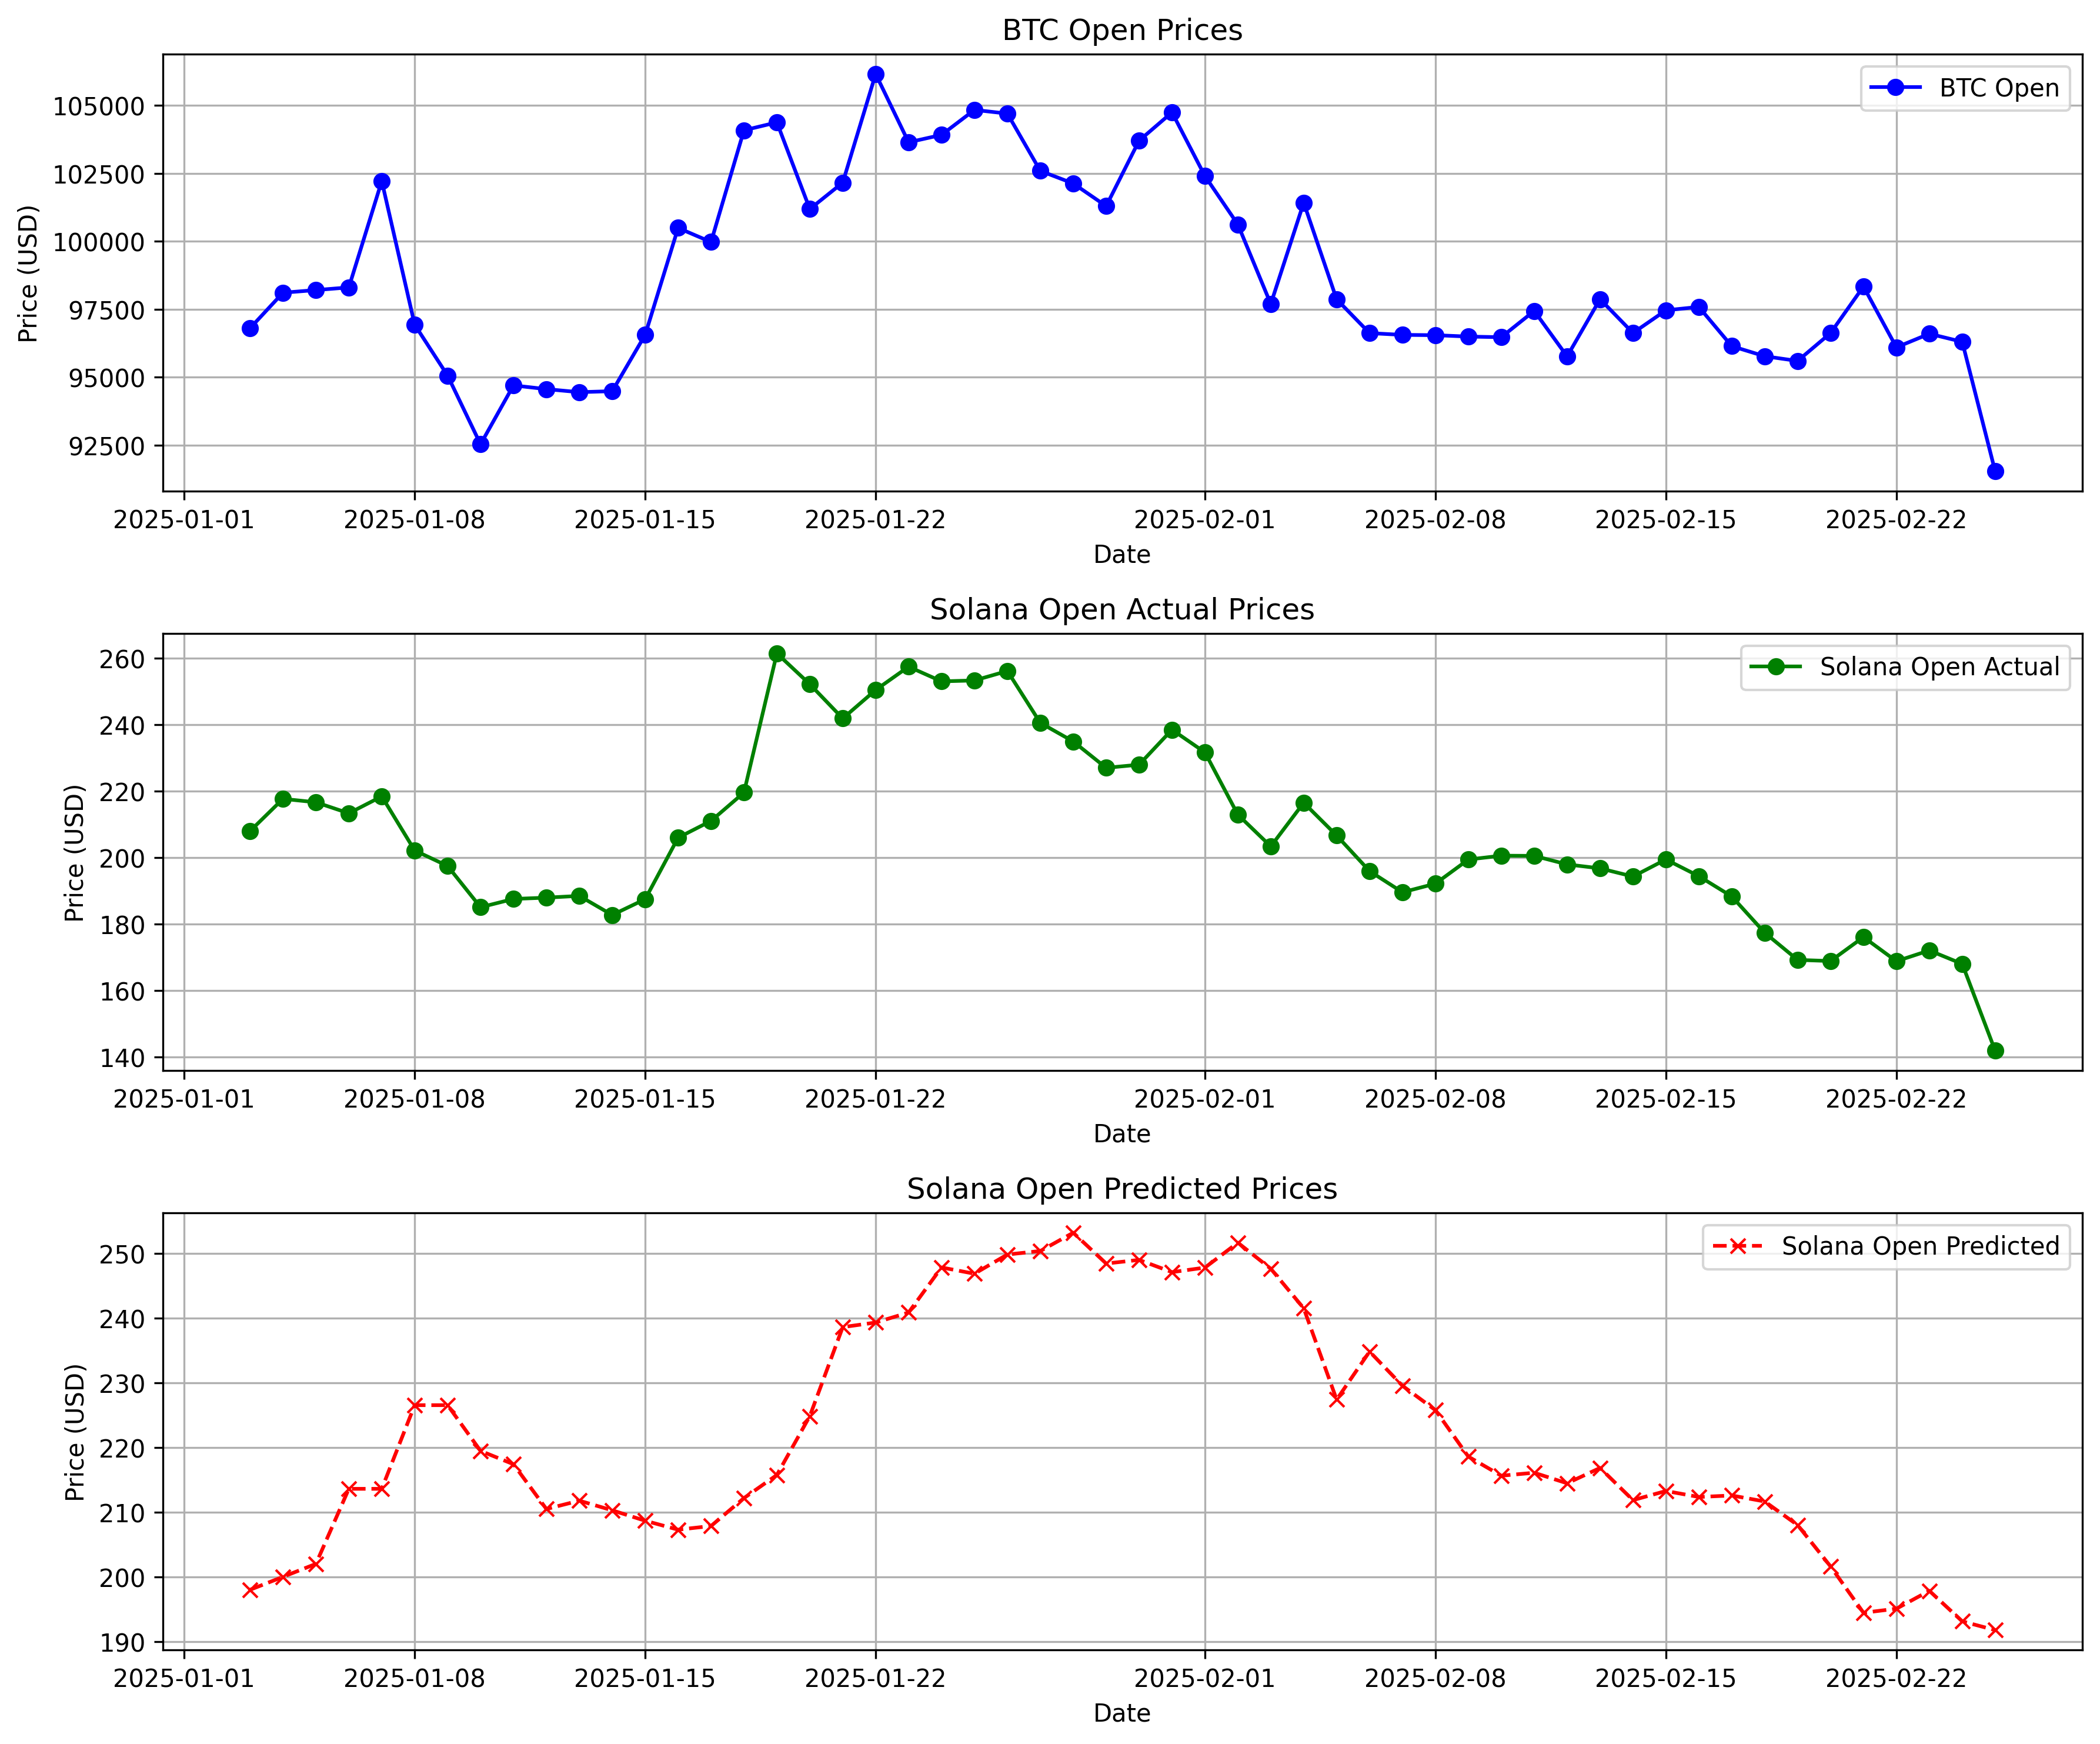 BTC Open Prices
BTC Open
Price (USD)
105000
102500
100000
97500
95000
92500
2025-01-01 2025-01-08 2025-01-15 2025-01-22 2025-02-01 2025-02-08 2025-02-15 2025-02-22
Date
Solana Open Actual Prices
Solana Open Actual
Price (USD)
260
240
220
200
180
160
140
2025-01-01 2025-01-08 2025-01-15 2025-01-22 2025-02-01 2025-02-08 2025-02-15 2025-02-22
Date
Solana Open Predicted Prices
Solana Open Predicted
Price (USD)
250
240
230
220
210
200
190
2025-01-01 2025-01-08 2025-01-15 2025-01-22 2025-02-01 2025-02-08 2025-02-15 2025-02-22
Date